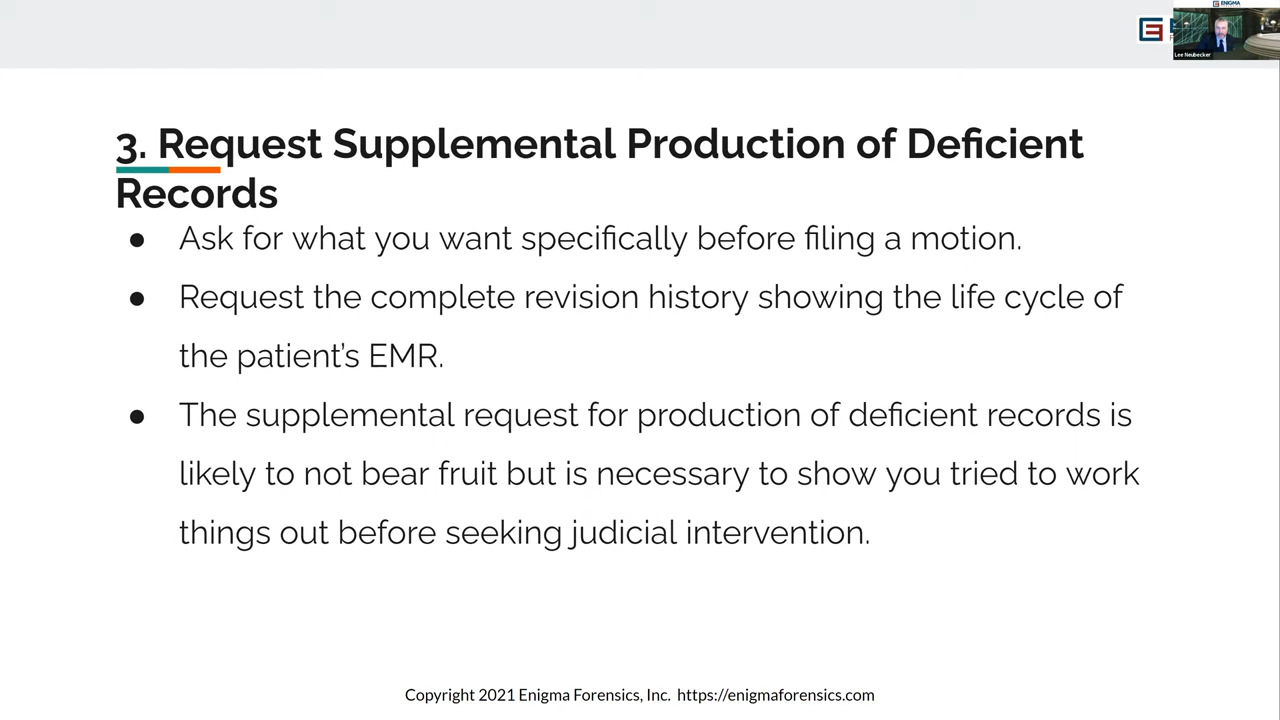 ENIGMA
Lee Neubecker
3. Request Supplemental Production of Deficient
Records
● Ask for what you want specifically before filing a motion.
● Request the complete revision history showing the life cycle of
the patient’s EMR.
● The supplemental request for production of deficient records is
likely to not bear fruit but is necessary to show you tried to work
things out before seeking judicial intervention.
Copyright 2021 Enigma Forensics, Inc. https://enigmaforensics.com